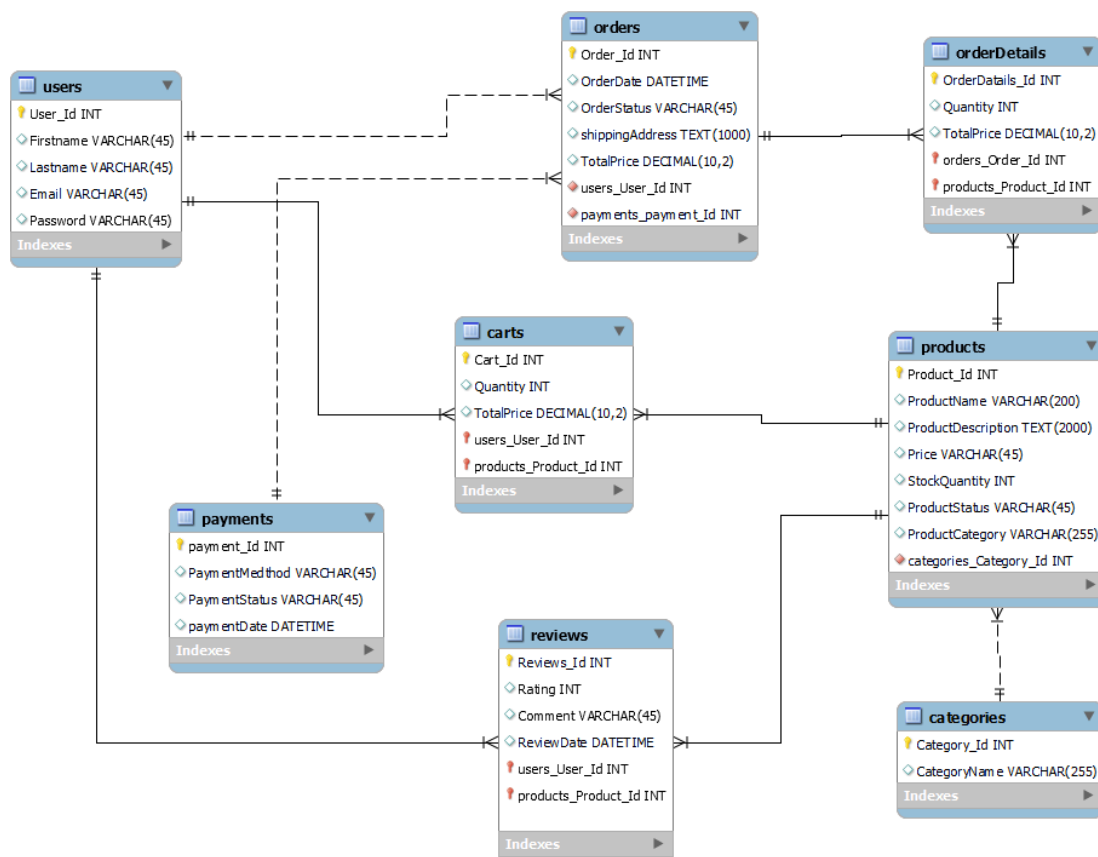 users
User_Id INT
Firstname VARCHAR(45)
Lastname VARCHAR(45)
Email VARCHAR(45)
Password VARCHAR(45)
Indexes
orders
Order_Id INT
OrderDate DATETIME
OrderStatus VARCHAR(45)
shippingAddress TEXT(1000)
TotalPrice DECIMAL(10,2)
users_User_Id INT
payments_payment_Id INT
Indexes
orderDetails
OrderDatails_Id INT
Quantity INT
TotalPrice DECIMAL(10,2)
orders_Order_Id INT
products_Product_Id INT
Indexes
carts
Cart_Id INT
Quantity INT
TotalPrice DECIMAL(10,2)
users_User_Id INT
products_Product_Id INT
Indexes
products
Product_Id INT
ProductName VARCHAR(200)
ProductDescription TEXT(2000)
Price VARCHAR(45)
StockQuantity INT
ProductStatus VARCHAR(45)
ProductCategory VARCHAR(255)
categories_Category_Id INT
Indexes
payments
payment_Id INT
PaymentMedthod VARCHAR(45)
PaymentStatus VARCHAR(45)
paymentDate DATETIME
Indexes
reviews
Reviews_Id INT
Rating INT
Comment VARCHAR(45)
ReviewDate DATETIME
users_User_Id INT
products_Product_Id INT
Indexes
categories
Category_Id INT
CategoryName VARCHAR(255)
Indexes